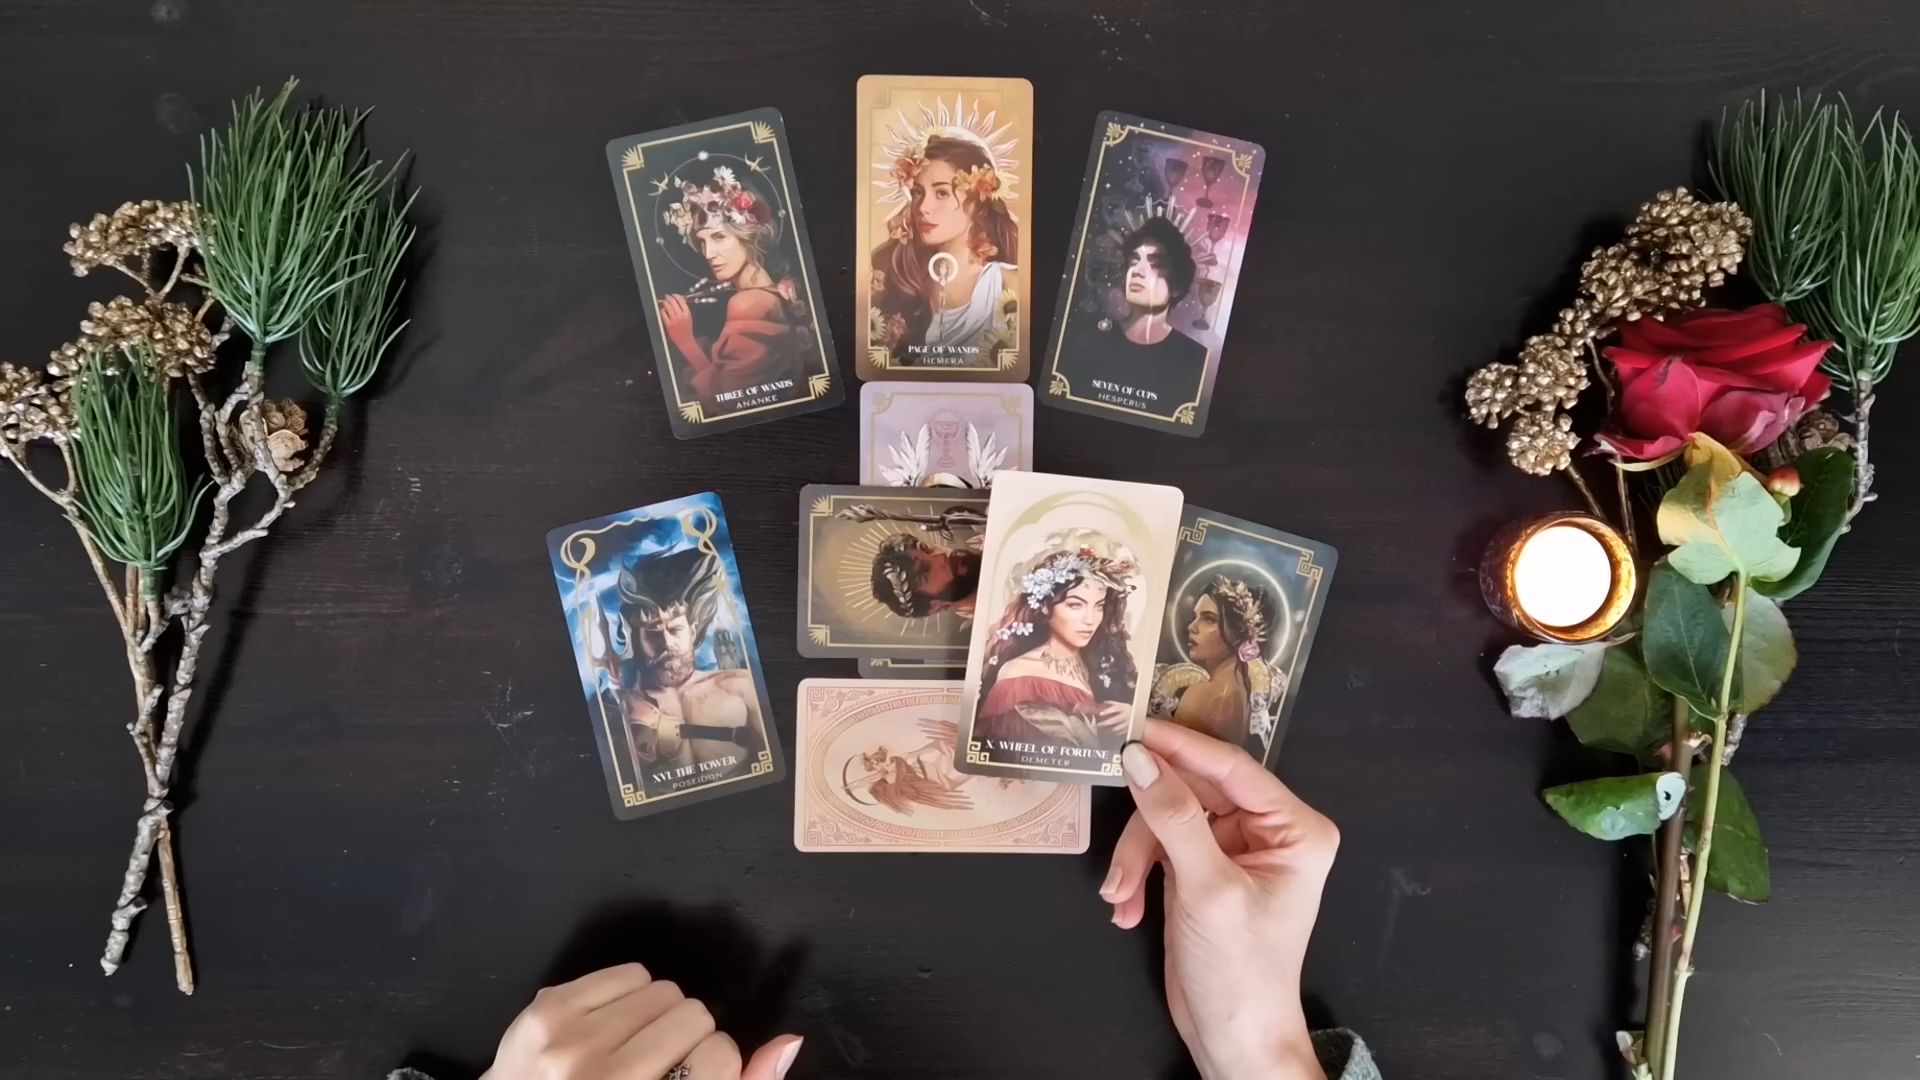 THREE OF WANDS
ANANKE
PAGE OF WANDS
HEMERA
SEVEN OF CUPS
HESPERUS
XVI. THE TOWER
POSEIDON
X. WHEEL OF FORTUNE
DEMETER